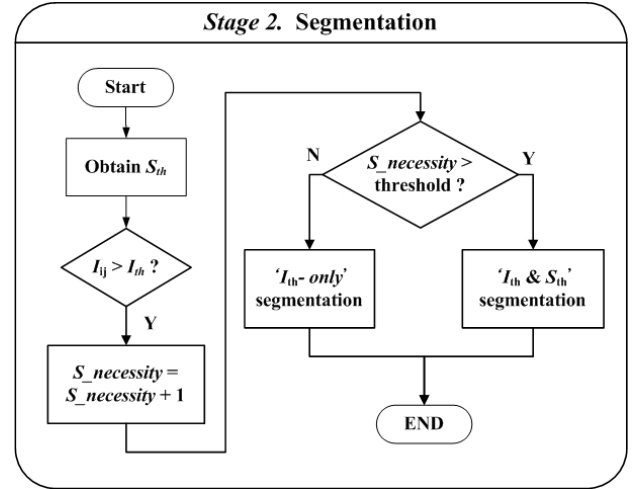 Stage 2. Segmentation
Start
Obtain Sth
Iij > Ith ?
Y
S_necessity =
S_necessity + 1
S_necessity >
threshold ?
N
Y
‘Ith- only’
segmentation
‘Ith & Sth’
segmentation
END